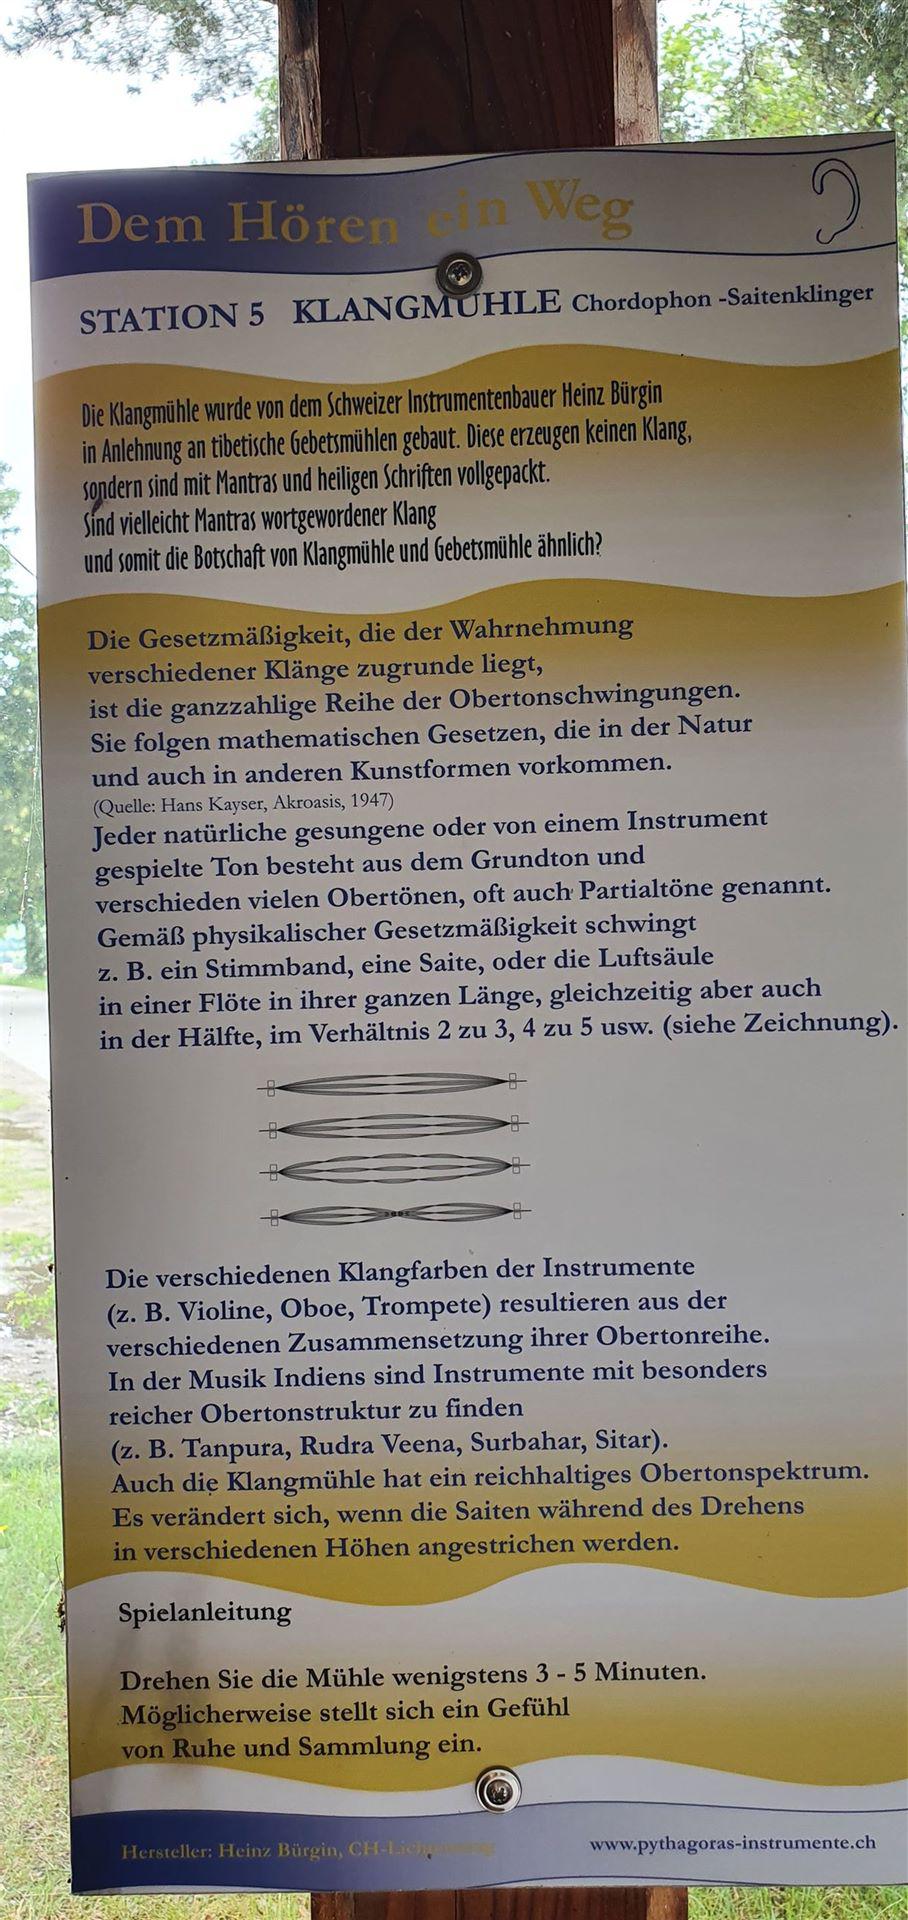 Dem Hören ein Weg
STATION 5 KLANGMÜHLE Chordophon -Saitenklinger
Die Klangmühle wurde von dem Schweizer Instrumentenbauer Heinz Bürgin
in Anlehnung an tibetische Gebetsmühlen gebaut. Diese erzeugen keinen Klang,
sondern sind mit Mantras und heiligen Schriften vollgepackt.
Sind vielleicht Mantras wortgewordener Klang
und somit die Botschaft von Klangmühle und Gebetsmühle ähnlich?
Die Gesetzmäßigkeit, die der Wahrnehmung
verschiedener Klänge zugrunde liegt,
ist die ganzzahlige Reihe der Obertonschwingungen.
Sie folgen mathematischen Gesetzen, die in der Natur
und auch in anderen Kunstformen vorkommen.
(Quelle: Hans Kayser, Akroasis, 1947)
Jeder natürliche gesungene oder von einem Instrument
gespielte Ton besteht aus dem Grundton und
verschieden vielen Obertönen, oft auch Partialtöne genannt.
Gemäß physikalischer Gesetzmäßigkeit schwingt
z. B. ein Stimmband, eine Saite, oder die Luftsäule
in einer Flöte in ihrer ganzen Länge, gleichzeitig aber auch
in der Hälfte, im Verhältnis 2 zu 3, 4 zu 5 usw. (siehe Zeichnung).
Die verschiedenen Klangfarben der Instrumente
(z. B. Violine, Oboe, Trompete) resultieren aus der
verschiedenen Zusammensetzung ihrer Obertonreihe.
In der Musik Indiens sind Instrumente mit besonders
reicher Obertonstruktur zu finden
(z. B. Tanpura, Rudra Veena, Surbahar, Sitar).
Auch die Klangmühle hat ein reichhaltiges Obertonspektrum.
Es verändert sich, wenn die Saiten während des Drehens
in verschiedenen Höhen angestrichen werden.
Spielanleitung
Drehen Sie die Mühle wenigstens 3 - 5 Minuten.
Möglicherweise stellt sich ein Gefühl
von Ruhe und Sammlung ein.
Hersteller: Heinz Bürgin,
www.pythagoras-instrumente.ch